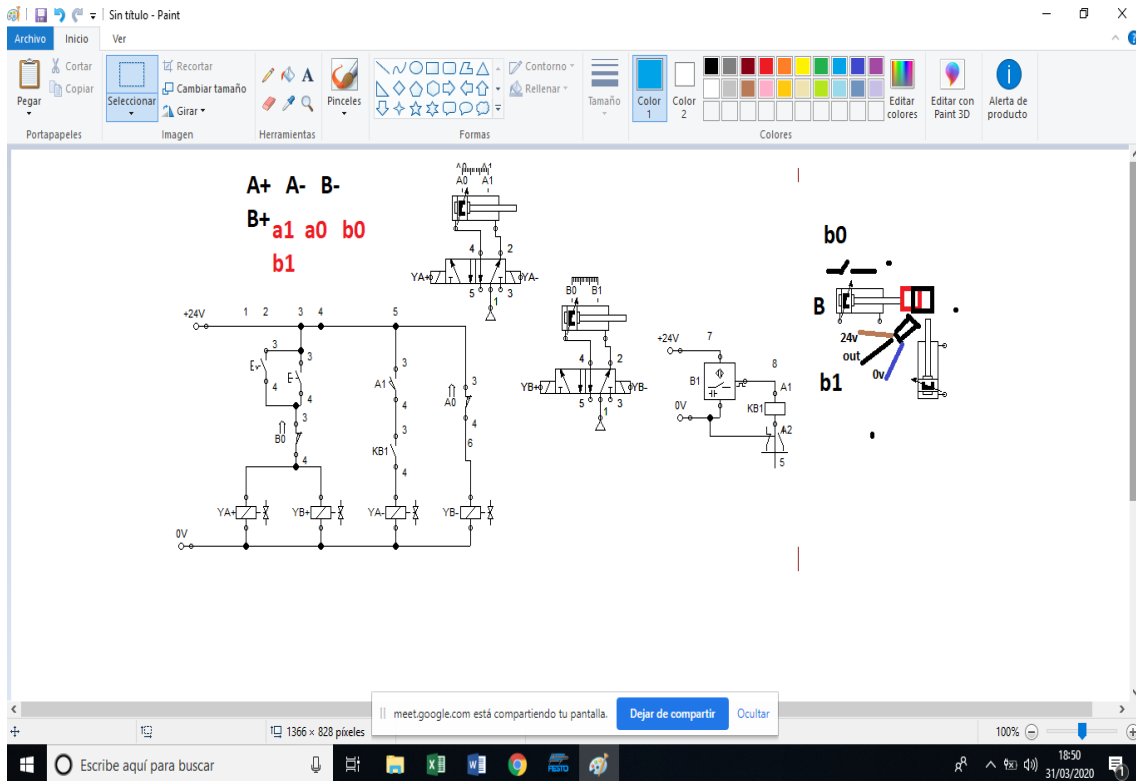 Sin título - Paint
Archivo Inicio Ver
Pegar
Cortar
Copiar
Portapapeles
Seleccionar
Recortar
Cambiar tamaño
Girar
Imagen
Herramientas
Pinceles
Contorno
Rellenar
Formas
Tamaño
Color 1
Color 2
Editar colores
Colores
Editar con Paint 3D
Alerta de producto
A+ A- B-
B+
a1 a0 b0
b1
A0 A1
4 2
YA+ YA-
5 3
1
B0 B1
4 2
YB+ YB-
5 3
1
+24V 1 2 3 4 5
3 3
4 4
3
B0
4
YA+ YB+
0V
3
A1
4
3
KB1
4
YA-
3
A0
4
6
YB-
+24V 7
B1
0V
8
A1
KB1
A2
5
b0
B
24v
out
0v
b1
meet.google.com está compartiendo tu pantalla. Dejar de compartir Ocultar
1366 × 828 píxeles
100%
Escribe aquí para buscar
FESTO
18:50
31/03/2020
1